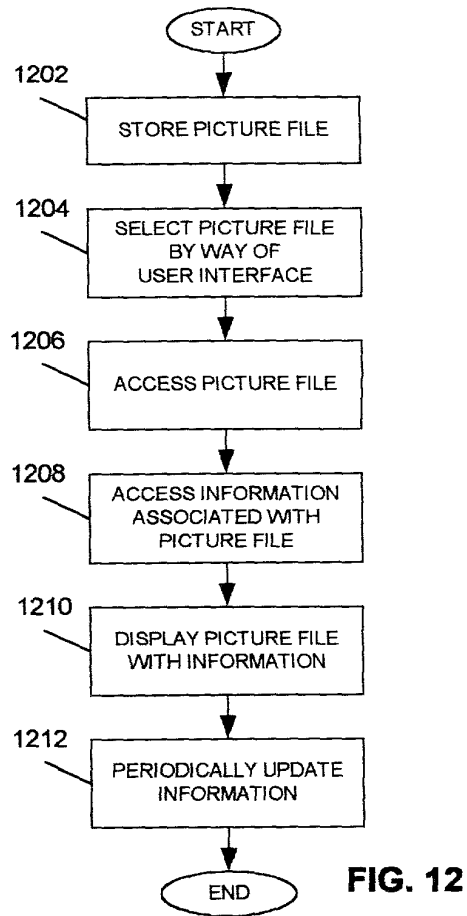 START
1202
STORE PICTURE FILE
1204
SELECT PICTURE FILE
BY WAY OF
USER INTERFACE
1206
ACCESS PICTURE FILE
1208
ACCESS INFORMATION
ASSOCIATED WITH
PICTURE FILE
1210
DISPLAY PICTURE FILE
WITH INFORMATION
1212
PERIODICALLY UPDATE
INFORMATION
END
FIG. 12